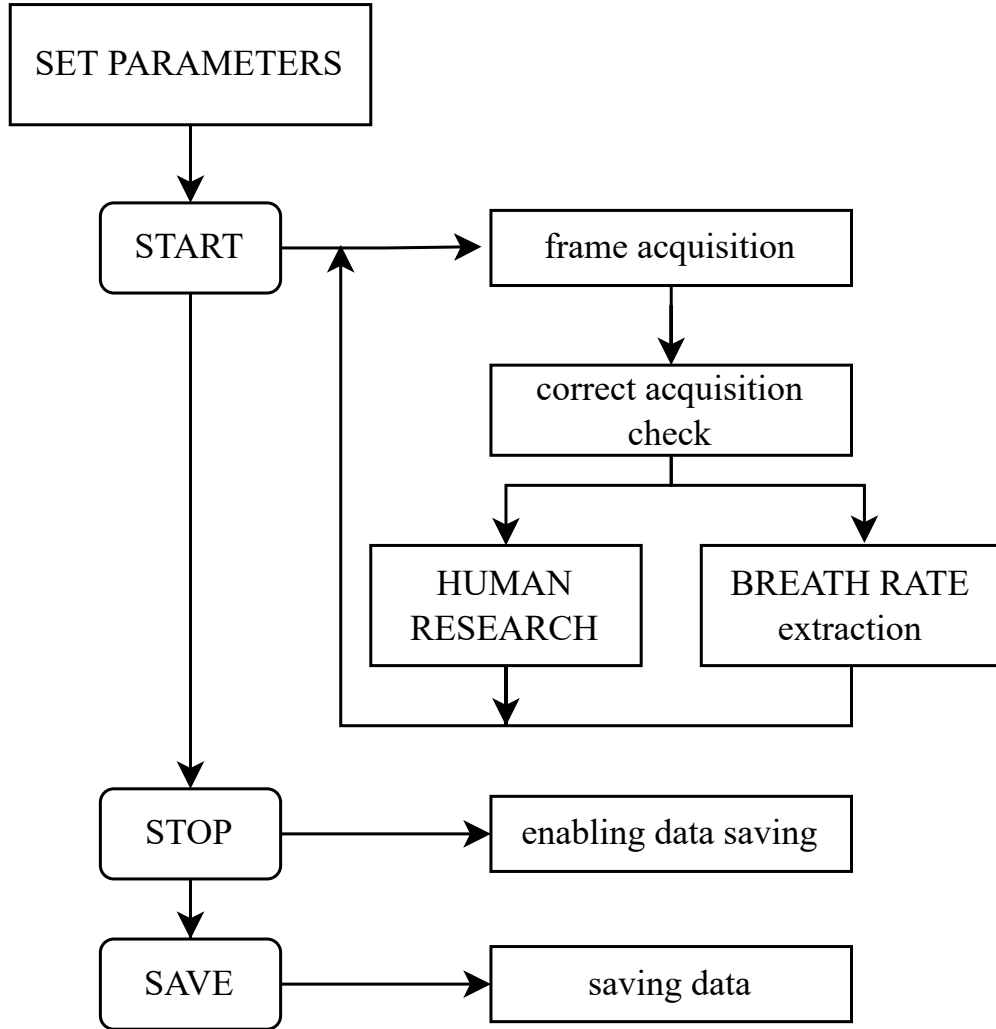 SET PARAMETERS
START
frame acquisition
correct acquisition
check
HUMAN
RESEARCH
BREATH RATE
extraction
STOP
enabling data saving
SAVE
saving data